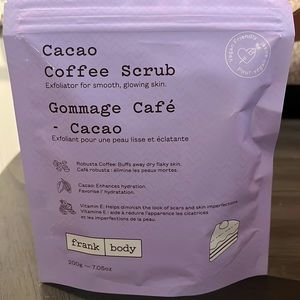 Cacao
Coffee Scrub
Exfoliator for smooth, glowing skin.
Gommage Café
- Cacao
Exfoliant pour une peau lisse et éclatante
Robusta Coffee: Buffs away dry flaky skin.
Café robusta : élimine les peaux mortes.
Cacao: Enhances hydration.
Favorise l'hydratation.
Vitamin E: Helps diminish the look of scars and skin imperfections.
Vitamine E : aide à réduire l'apparence les cicatrices
et les imperfections de la peau.
frank body
200g — 7.05oz
Vegan Friendly